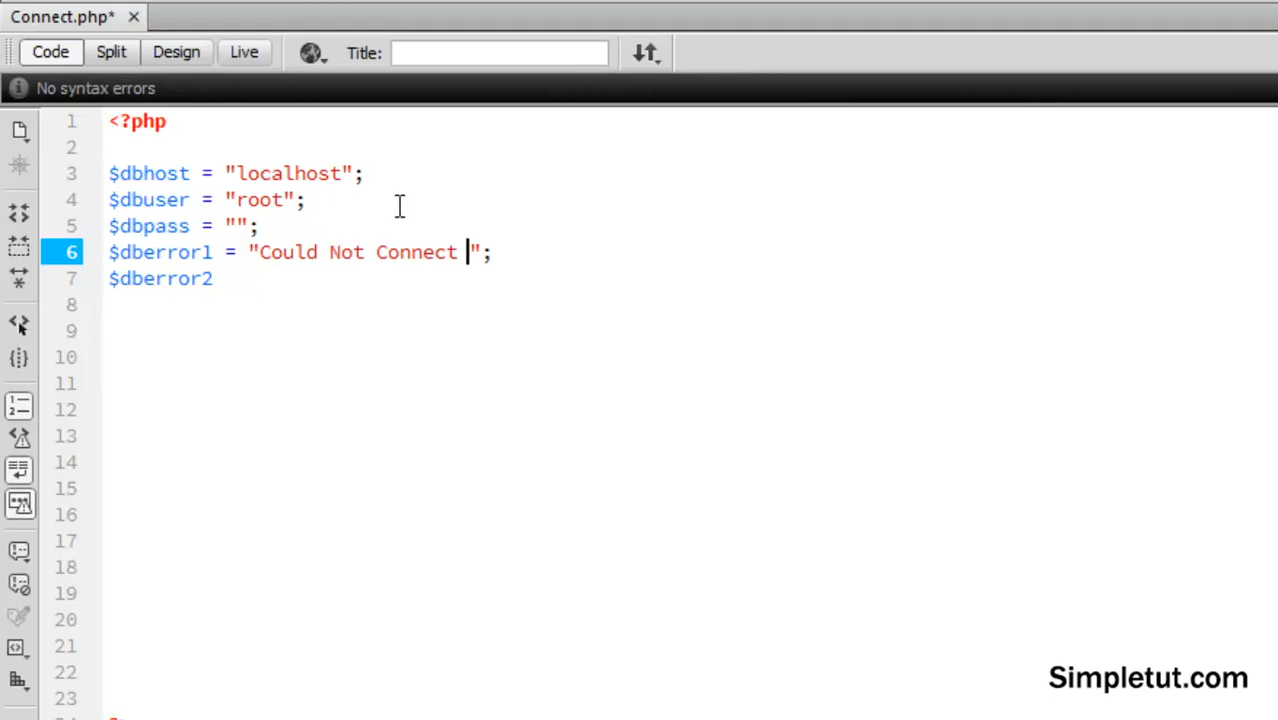 Connect.php*
Code Split Design Live Title:
No syntax errors
1 <?php
2
3 $dbhost = "localhost";
4 $dbuser = "root";
5 $dbpass = "";
6 $dberror1 = "Could Not Connect ";
7 $dberror2
8
9
10
11
12
13
14
15
16
17
18
19
20
21
22
23
Simpletut.com